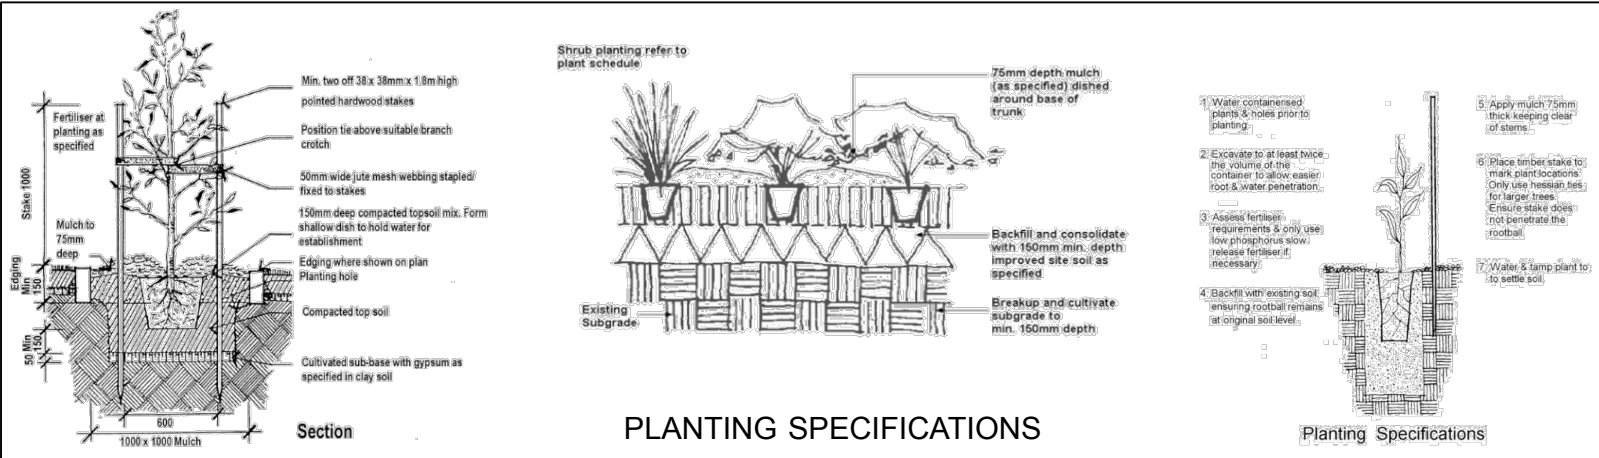 Fertiliser at
planting as
specified
Stake 1000
Mulch to
75mm
deep
Edging
Min
150
Min
150
50
600
1000 x 1000 Mulch
Min. two off 38 x 38mm x 1.8m high
pointed hardwood stakes
Position tie above suitable branch
crotch
50mm wide jute mesh webbing stapled/
fixed to stakes
150mm deep compacted topsoil mix. Form
shallow dish to hold water for
establishment
Edging where shown on plan
Planting hole
Compacted top soil
Cultivated sub-base with gypsum as
specified in clay soil
Section
Shrub planting refer to
plant schedule
75mm depth mulch
(as specified) dished
around base of
trunk
Backfill and consolidate
with 150mm min. depth
improved site soil as
specified
Existing
Subgrade
Breakup and cultivate
subgrade to
min. 150mm depth
PLANTING SPECIFICATIONS
1. Water containerised
plants & holes prior to
planting.
2. Excavate to at least twice
the volume of the
container to allow easier
root & water penetration.
3. Assess fertiliser
requirements & only use
low phosphorus slow
release fertiliser if
necessary.
4. Backfill with existing soil
ensuring rootball remains
at original soil level.
5. Apply mulch 75mm
thick keeping clear
of stems.
6. Place timber stake to
mark plant locations.
Only use hessian ties
for larger trees.
Ensure stake does
not penetrate the
rootball.
7. Water & tamp plant to
to settle soil.
Planting Specifications